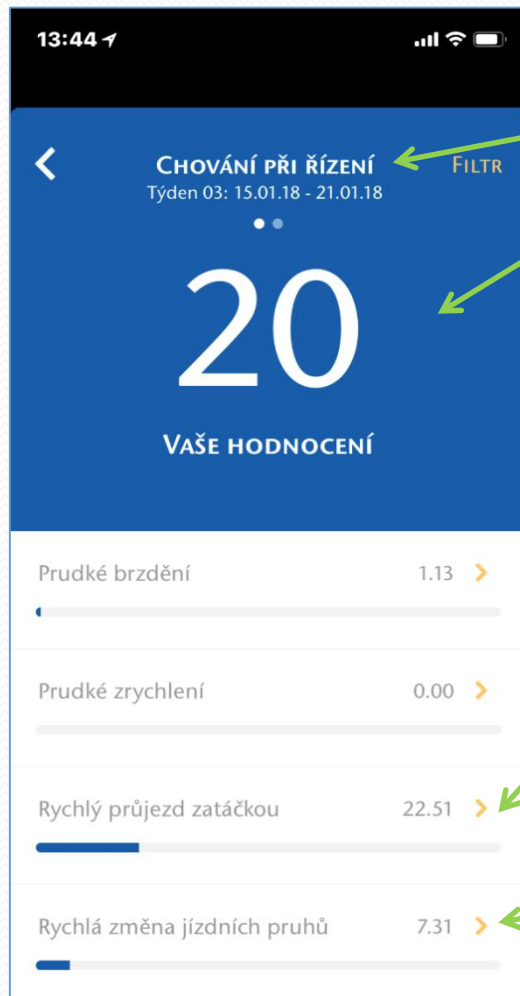 13:44
Chování při řízení
Filtr
Týden 03: 15.01.18 - 21.01.18
20
Vaše hodnocení
Prudké brzdění 1.13
Prudké zrychlení 0.00
Rychlý průjezd zatáčkou 22.51
Rychlá změna jízdních pruhů 7.31